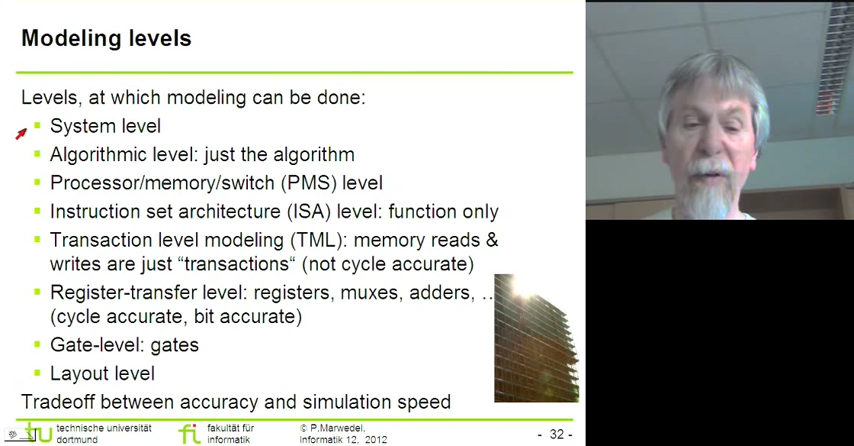 Modeling levels
Levels, at which modeling can be done:
System level
Algorithmic level: just the algorithm
Processor/memory/switch (PMS) level
Instruction set architecture (ISA) level: function only
Transaction level modeling (TML): memory reads &
writes are just “transactions“ (not cycle accurate)
Register-transfer level: registers, muxes, adders, …
(cycle accurate, bit accurate)
Gate-level: gates
Layout level
Tradeoff between accuracy and simulation speed
technische universität
dortmund
fakultät für
informatik
© P.Marwedel,
Informatik 12, 2012
- 32 -